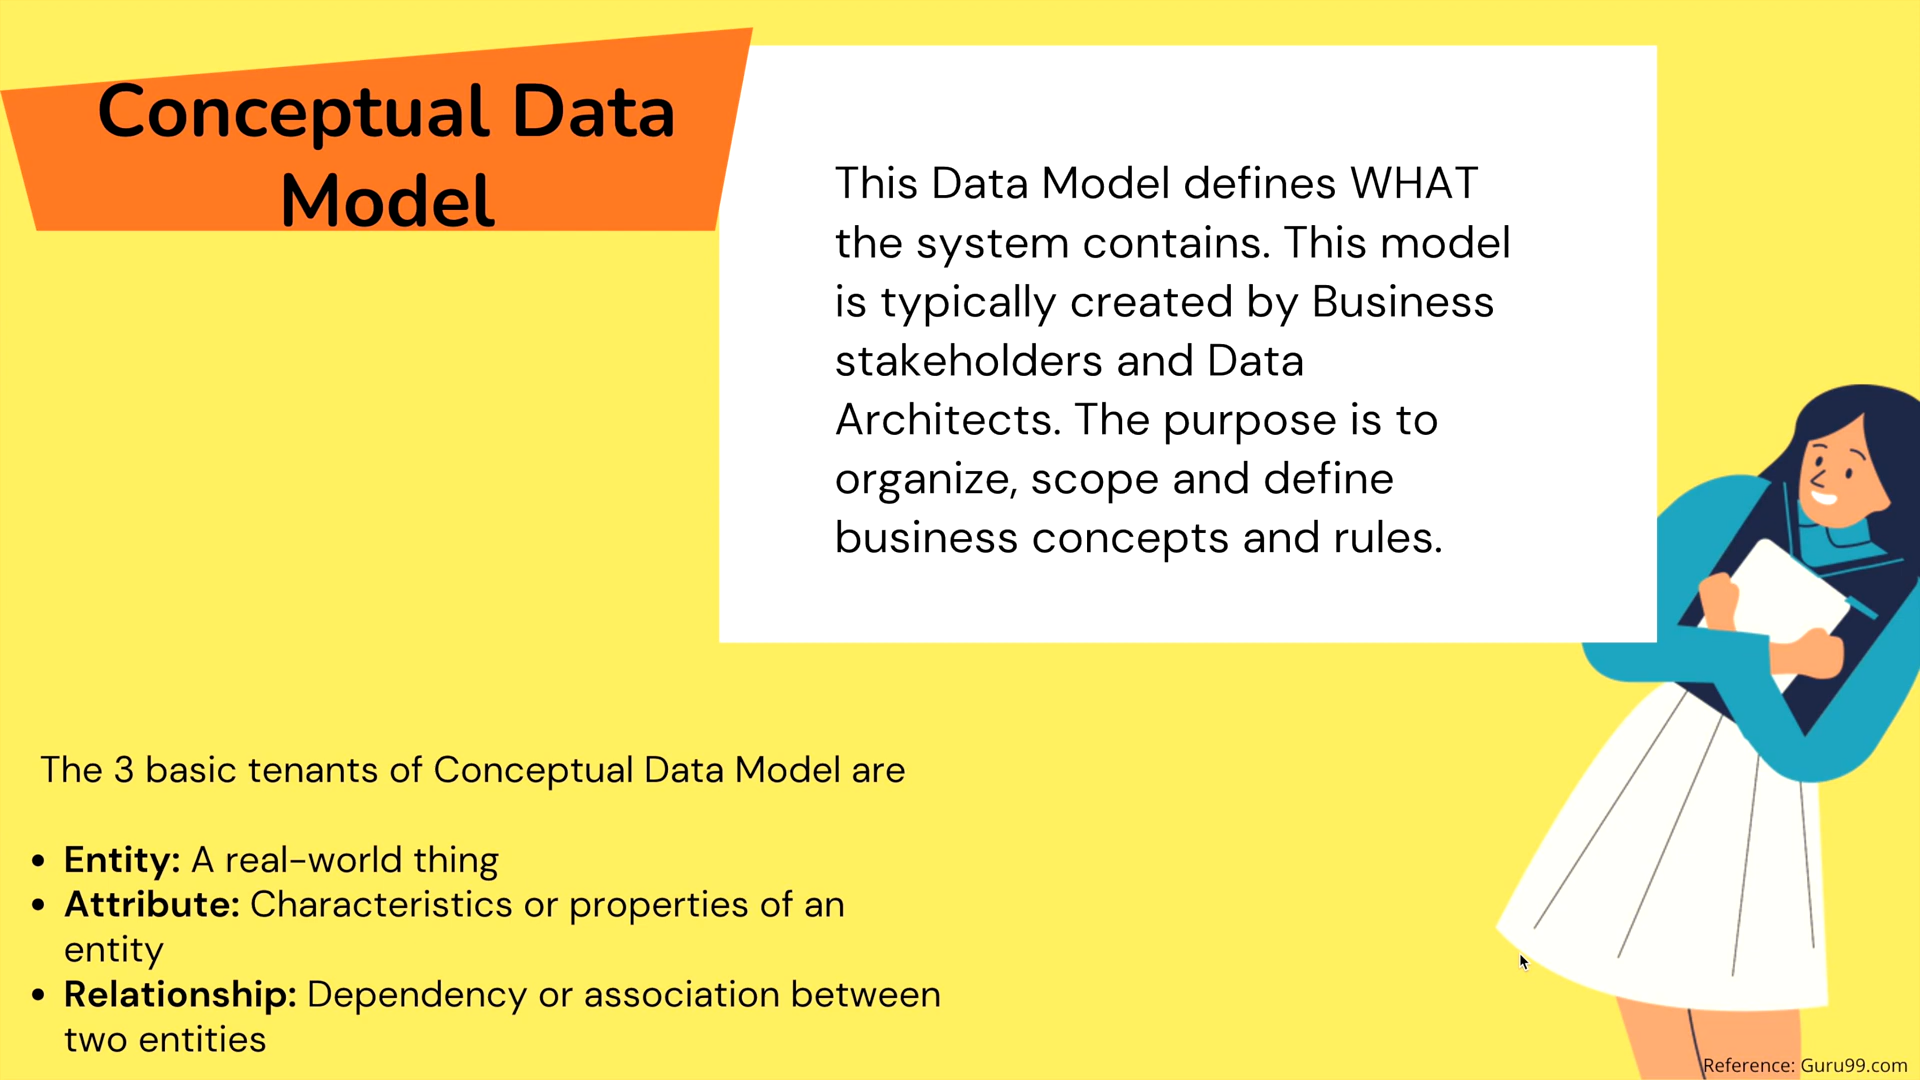 Conceptual Data
Model
This Data Model defines WHAT
the system contains. This model
is typically created by Business
stakeholders and Data
Architects. The purpose is to
organize, scope and define
business concepts and rules.
The 3 basic tenants of Conceptual Data Model are
• Entity: A real-world thing
• Attribute: Characteristics or properties of an
entity
• Relationship: Dependency or association between
two entities
Reference: Guru99.com